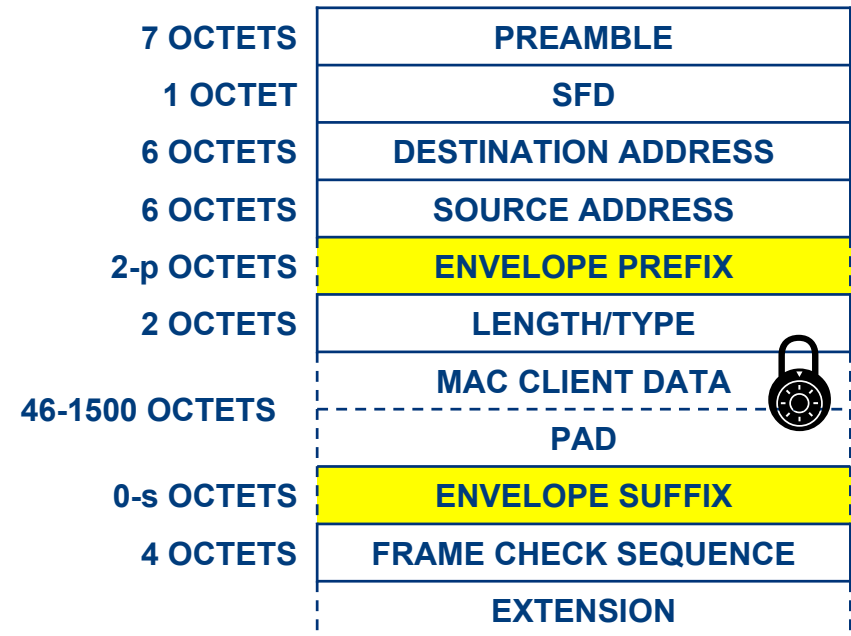 7 OCTETS PREAMBLE
1 OCTET SFD
6 OCTETS DESTINATION ADDRESS
6 OCTETS SOURCE ADDRESS
2-p OCTETS ENVELOPE PREFIX
2 OCTETS LENGTH/TYPE
MAC CLIENT DATA
46-1500 OCTETS
PAD
0-s OCTETS ENVELOPE SUFFIX
4 OCTETS FRAME CHECK SEQUENCE
EXTENSION